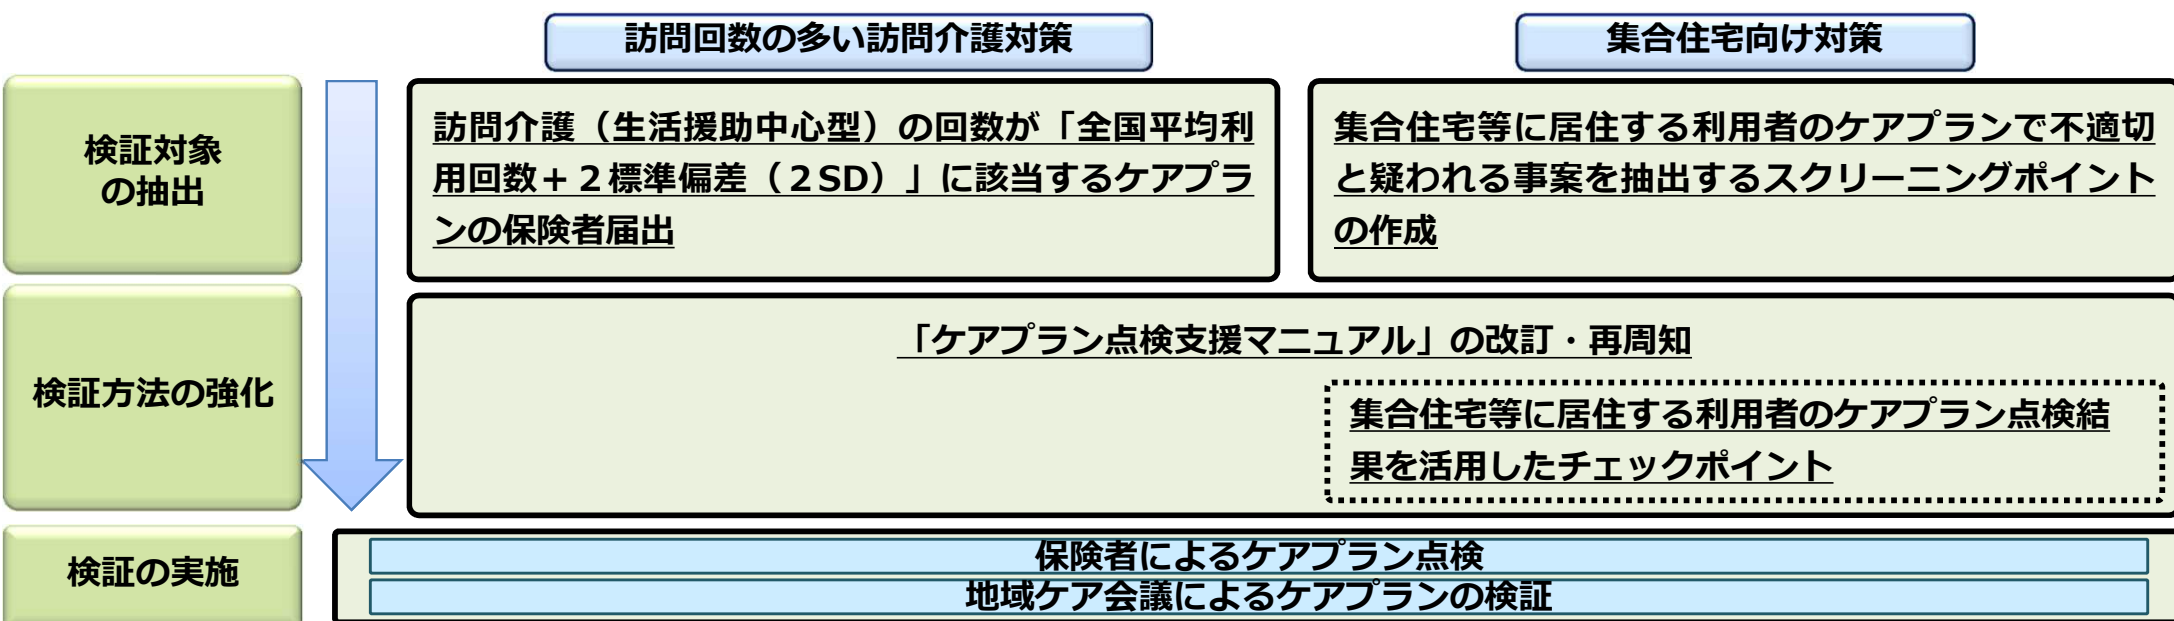 訪問回数の多い訪問介護対策
集合住宅向け対策
検証対象
の抽出
訪問介護（生活援助中心型）の回数が「全国平均利
用回数＋２標準偏差（２SD）」に該当するケアプラ
ンの保険者届出
集合住宅等に居住する利用者のケアプランで不適切
と疑われる事案を抽出するスクリーニングポイント
の作成
検証方法の強化
「ケアプラン点検支援マニュアル」の改訂・再周知
集合住宅等に居住する利用者のケアプラン点検結
果を活用したチェックポイント
検証の実施
保険者によるケアプラン点検
地域ケア会議によるケアプランの検証